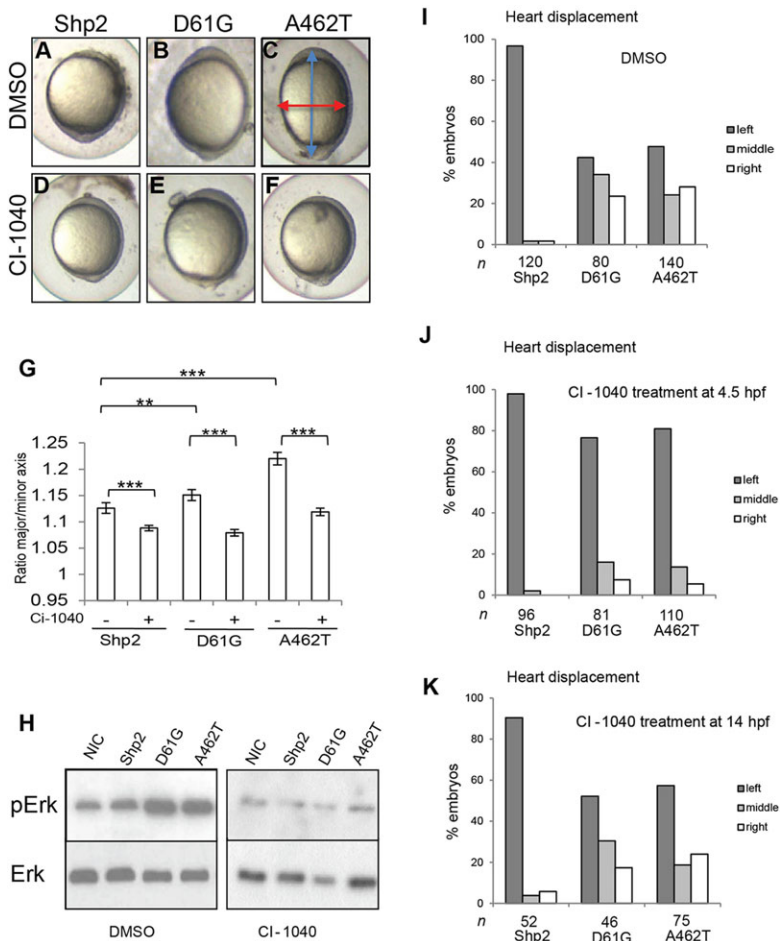 Shp2 D61G A462T
DMSO
A B C
CI-1040
D E F
G
***
**
*** *** ***
Ratio major/minor axis
1.25
1.2
1.15
1.1
1.05
1
0.95
Ci-1040 - + - + - +
Shp2 D61G A462T
H
NIC Shp2 D61G A462T NIC Shp2 D61G A462T
pErk
Erk
DMSO CI-1040
I
Heart displacement
DMSO
% embryos
100
80
60
40
20
0
left
middle
right
n 120 80 140
Shp2 D61G A462T
J
Heart displacement
CI-1040 treatment at 4.5 hpf
% embryos
100
80
60
40
20
0
left
middle
right
n 96 81 110
Shp2 D61G A462T
K
Heart displacement
CI-1040 treatment at 14 hpf
% embryos
100
80
60
40
20
0
left
middle
right
n 52 46 75
Shp2 D61G A462T